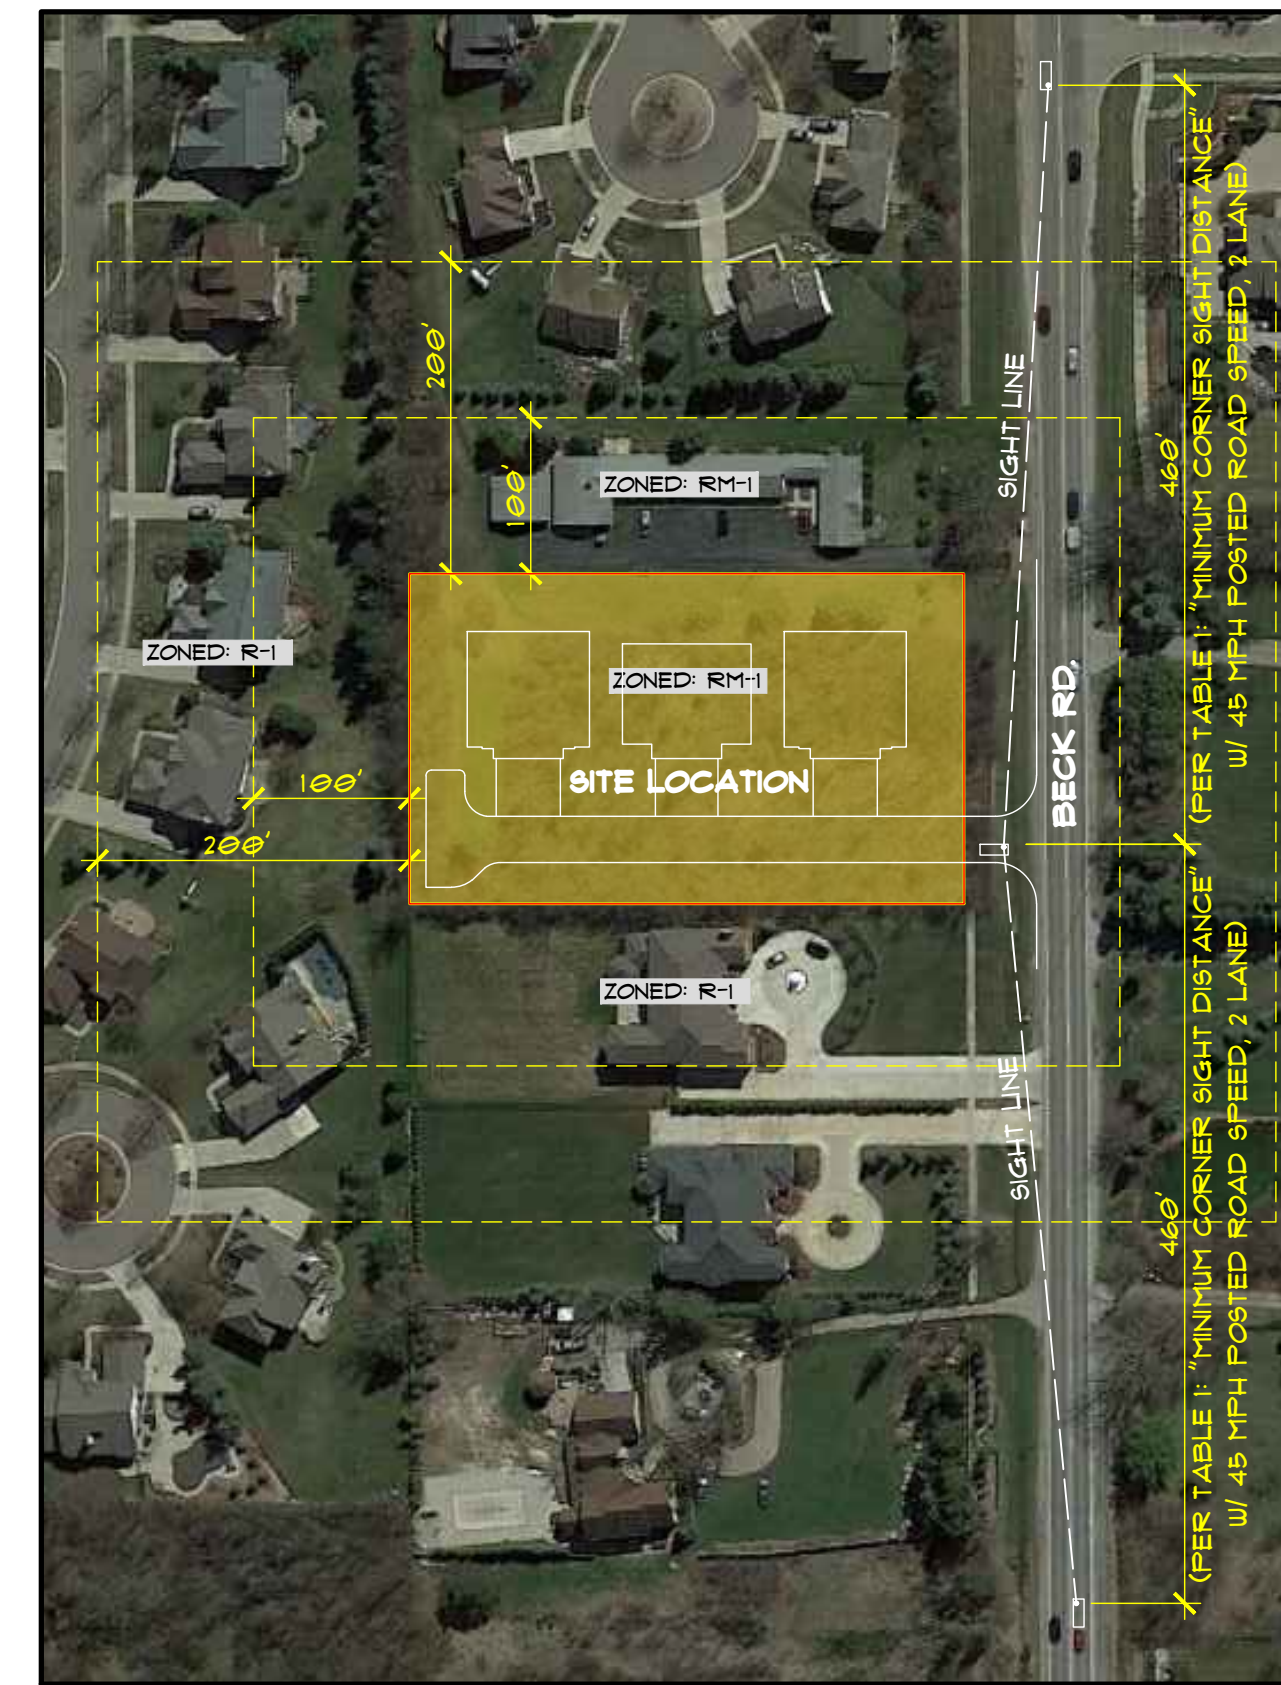 460'
(PER TABLE 1: "MINIMUM CORNER SIGHT DISTANCE"
W/ 45 MPH POSTED ROAD SPEED, 2 LANE)
200'
SIGHT LINE
100'
ZONED: RM-1
ZONED: R-1
ZONED: RM-1
BECK RD.
SITE LOCATION
100'
200'
ZONED: R-1
SIGHT LINE
460'
(PER TABLE 1: "MINIMUM CORNER SIGHT DISTANCE"
W/ 45 MPH POSTED ROAD SPEED, 2 LANE)